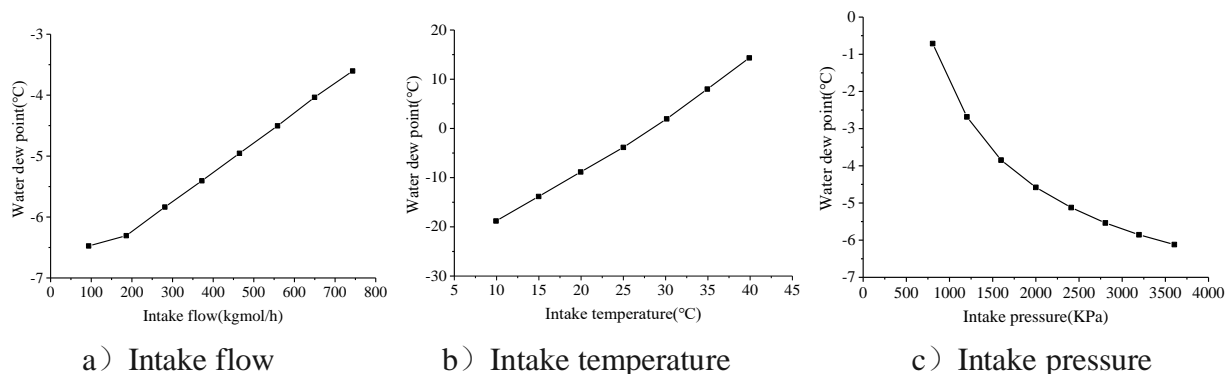 -3
-4
-5
-6
-7
0 100 200 300 400 500 600 700 800
Water dew point(℃)
Intake flow(kgmol/h)
a）Intake flow
20
10
0
-10
-20
-30
5 10 15 20 25 30 35 40 45
Water dew point(℃)
Intake temperature(℃)
b）Intake temperature
0
-1
-2
-3
-4
-5
-6
-7
0 500 1000 1500 2000 2500 3000 3500 4000
Water dew point(℃)
Intake pressure(KPa)
c）Intake pressure